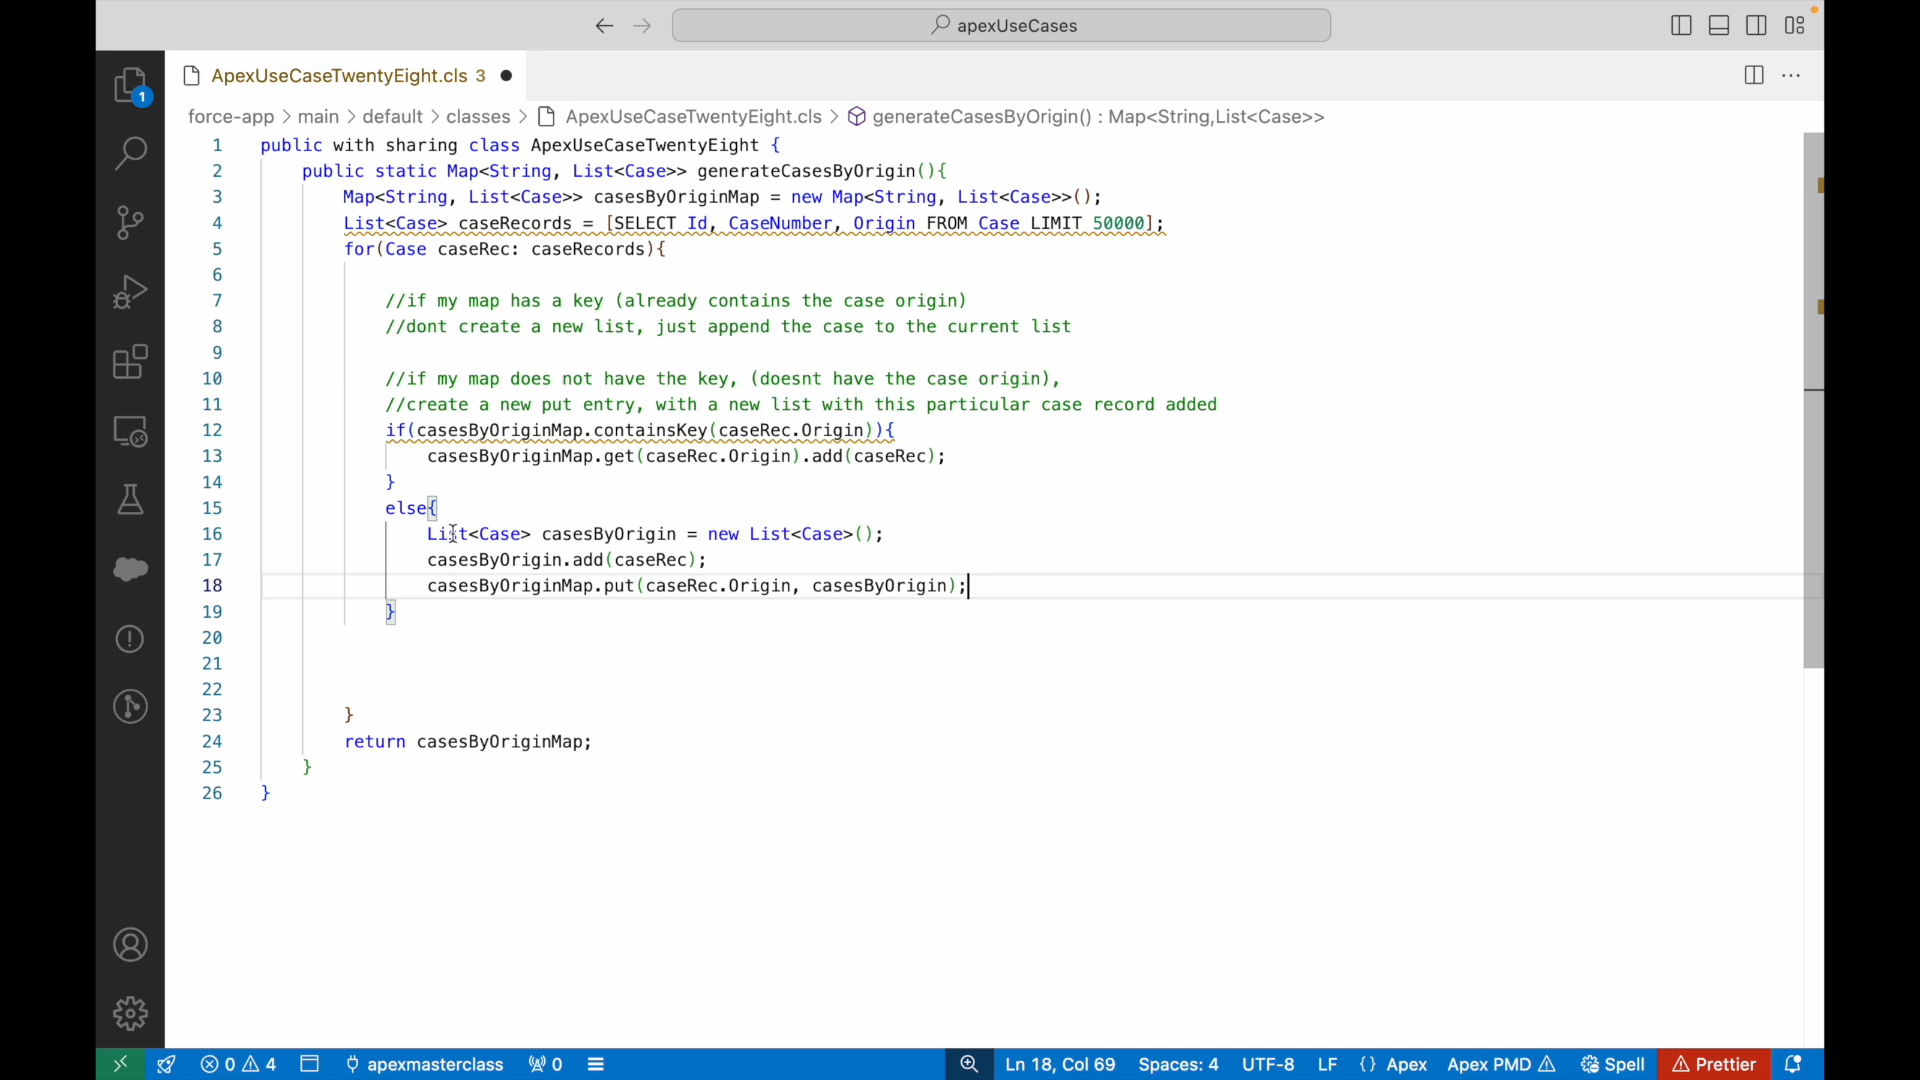 apexUseCases
ApexUseCaseTwentyEight.cls 3
1
force-app > main > default > classes > ApexUseCaseTwentyEight.cls > generateCasesByOrigin() : Map<String,List<Case>>
1 public with sharing class ApexUseCaseTwentyEight {
2 public static Map<String, List<Case>> generateCasesByOrigin(){
3 Map<String, List<Case>> casesByOriginMap = new Map<String, List<Case>>();
4 List<Case> caseRecords = [SELECT Id, CaseNumber, Origin FROM Case LIMIT 50000];
5 for(Case caseRec: caseRecords){
6
7 //if my map has a key (already contains the case origin)
8 //dont create a new list, just append the case to the current list
9
10 //if my map does not have the key, (doesnt have the case origin),
11 //create a new put entry, with a new list with this particular case record added
12 if(casesByOriginMap.containsKey(caseRec.Origin)){
13 casesByOriginMap.get(caseRec.Origin).add(caseRec);
14 }
15 else{
16 List<Case> casesByOrigin = new List<Case>();
17 casesByOrigin.add(caseRec);
18 casesByOriginMap.put(caseRec.Origin, casesByOrigin);
19 }
20
21
22
23 }
24 return casesByOriginMap;
25 }
26 }
0 4 apexmasterclass 0 Ln 18, Col 69 Spaces: 4 UTF-8 LF {} Apex Apex PMD Spell Prettier